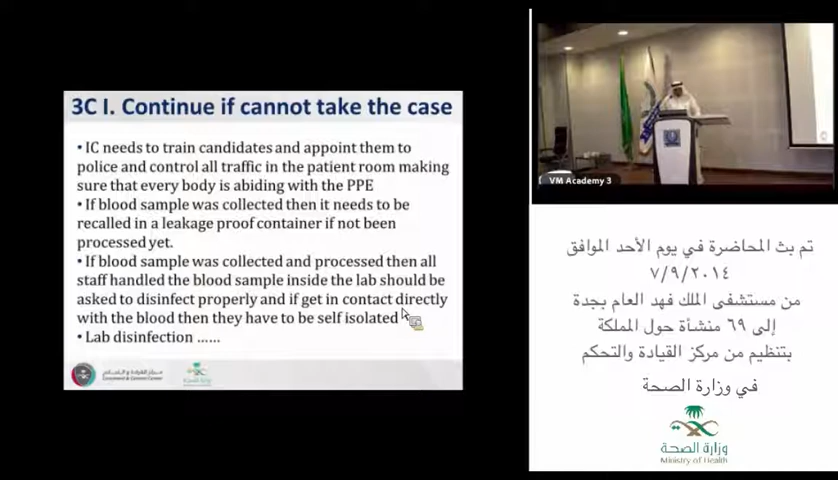 3C I. Continue if cannot take the case
• IC needs to train candidates and appoint them to
police and control all traffic in the patient room making
sure that every body is abiding with the PPE
• If blood sample was collected then it needs to be
recalled in a leakage proof container if not been
processed yet.
• If blood sample was collected and processed then all
staff handled the blood sample inside the lab should be
asked to disinfect properly and if get in contact directly
with the blood then they have to be self isolated
• Lab disinfection ......
مركز القيادة والتحكم
Command & Control Center
VM Academy 3
تم بث المحاضرة في يوم الأحد الموافق
٧/٩/٢٠١٤
من مستشفى الملك فهد العام بجدة
إلى ٦٩ منشأة حول المملكة
بتنظيم من مركز القيادة والتحكم
في وزارة الصحة
وزارة الصحة
Ministry of Health